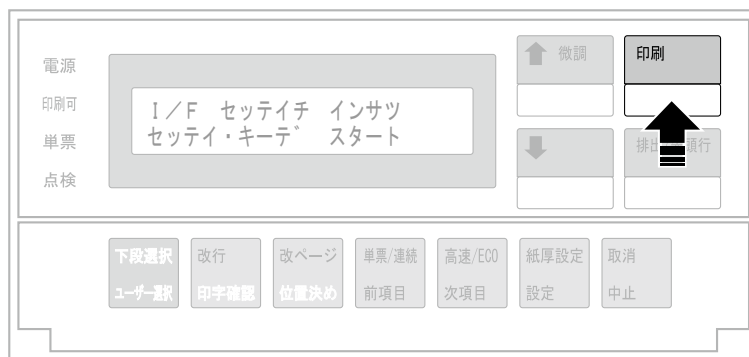 電源
印刷可
単票
点検
I/F セッテイチ インサツ
セッテイ・キーデ スタート
微調
印刷
排出 頭行
下段選択
ユーザー選択
改行
印字確認
改ページ
位置決め
単票/連続
前項目
高速/ECO
次項目
紙厚設定
設定
取消
中止